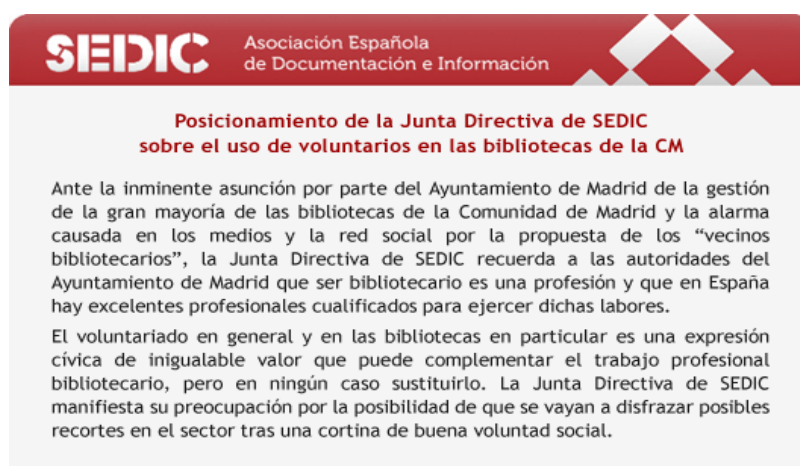 SEDIC
Asociación Española
de Documentación e Información
Posicionamiento de la Junta Directiva de SEDIC
sobre el uso de voluntarios en las bibliotecas de la CM
Ante la inminente asunción por parte del Ayuntamiento de Madrid de la gestión
de la gran mayoría de las bibliotecas de la Comunidad de Madrid y la alarma
causada en los medios y la red social por la propuesta de los “vecinos
bibliotecarios”, la Junta Directiva de SEDIC recuerda a las autoridades del
Ayuntamiento de Madrid que ser bibliotecario es una profesión y que en España
hay excelentes profesionales cualificados para ejercer dichas labores.
El voluntariado en general y en las bibliotecas en particular es una expresión
cívica de inigualable valor que puede complementar el trabajo profesional
bibliotecario, pero en ningún caso sustituirlo. La Junta Directiva de SEDIC
manifiesta su preocupación por la posibilidad de que se vayan a disfrazar posibles
recortes en el sector tras una cortina de buena voluntad social.